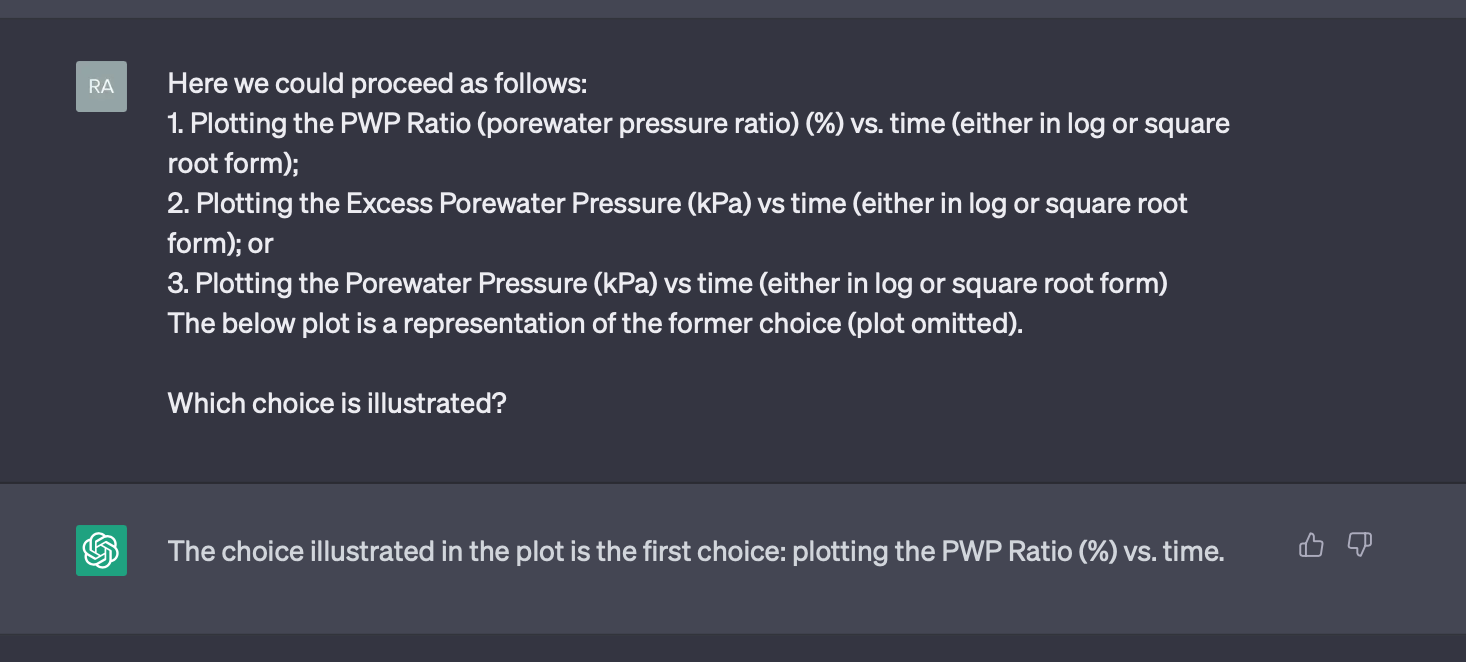 RA
Here we could proceed as follows:
1. Plotting the PWP Ratio (porewater pressure ratio) (%) vs. time (either in log or square
root form);
2. Plotting the Excess Porewater Pressure (kPa) vs time (either in log or square root
form); or
3. Plotting the Porewater Pressure (kPa) vs time (either in log or square root form)
The below plot is a representation of the former choice (plot omitted).
Which choice is illustrated?
The choice illustrated in the plot is the first choice: plotting the PWP Ratio (%) vs. time.